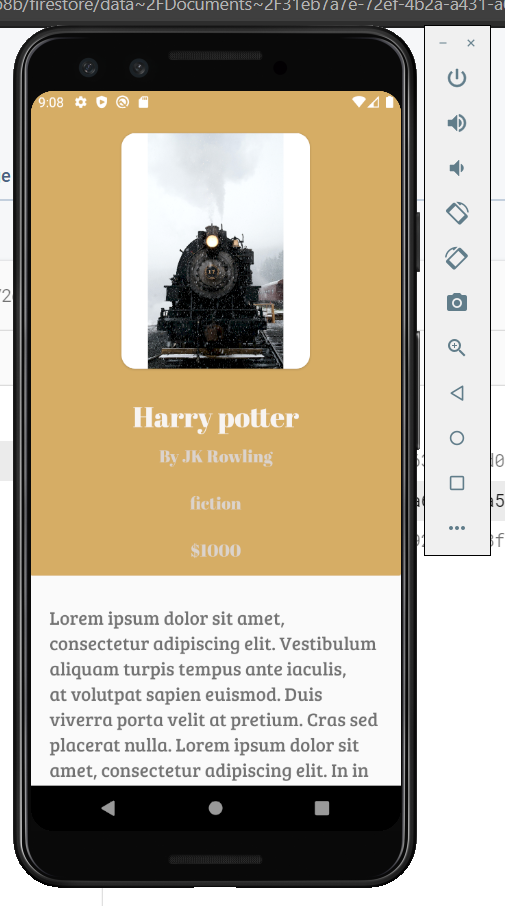 b8b/firestore/data~2FDocuments~2F31eb7a7e-72ef-4b2a-a431-a
9:08
17
Harry potter
By JK Rowling
fiction
$1000
Lorem ipsum dolor sit amet,
consectetur adipiscing elit. Vestibulum
aliquam turpis tempus ante iaculis,
at volutpat sapien euismod. Duis
viverra porta velit at pretium. Cras sed
placerat nulla. Lorem ipsum dolor sit
amet, consectetur adipiscing elit. In in